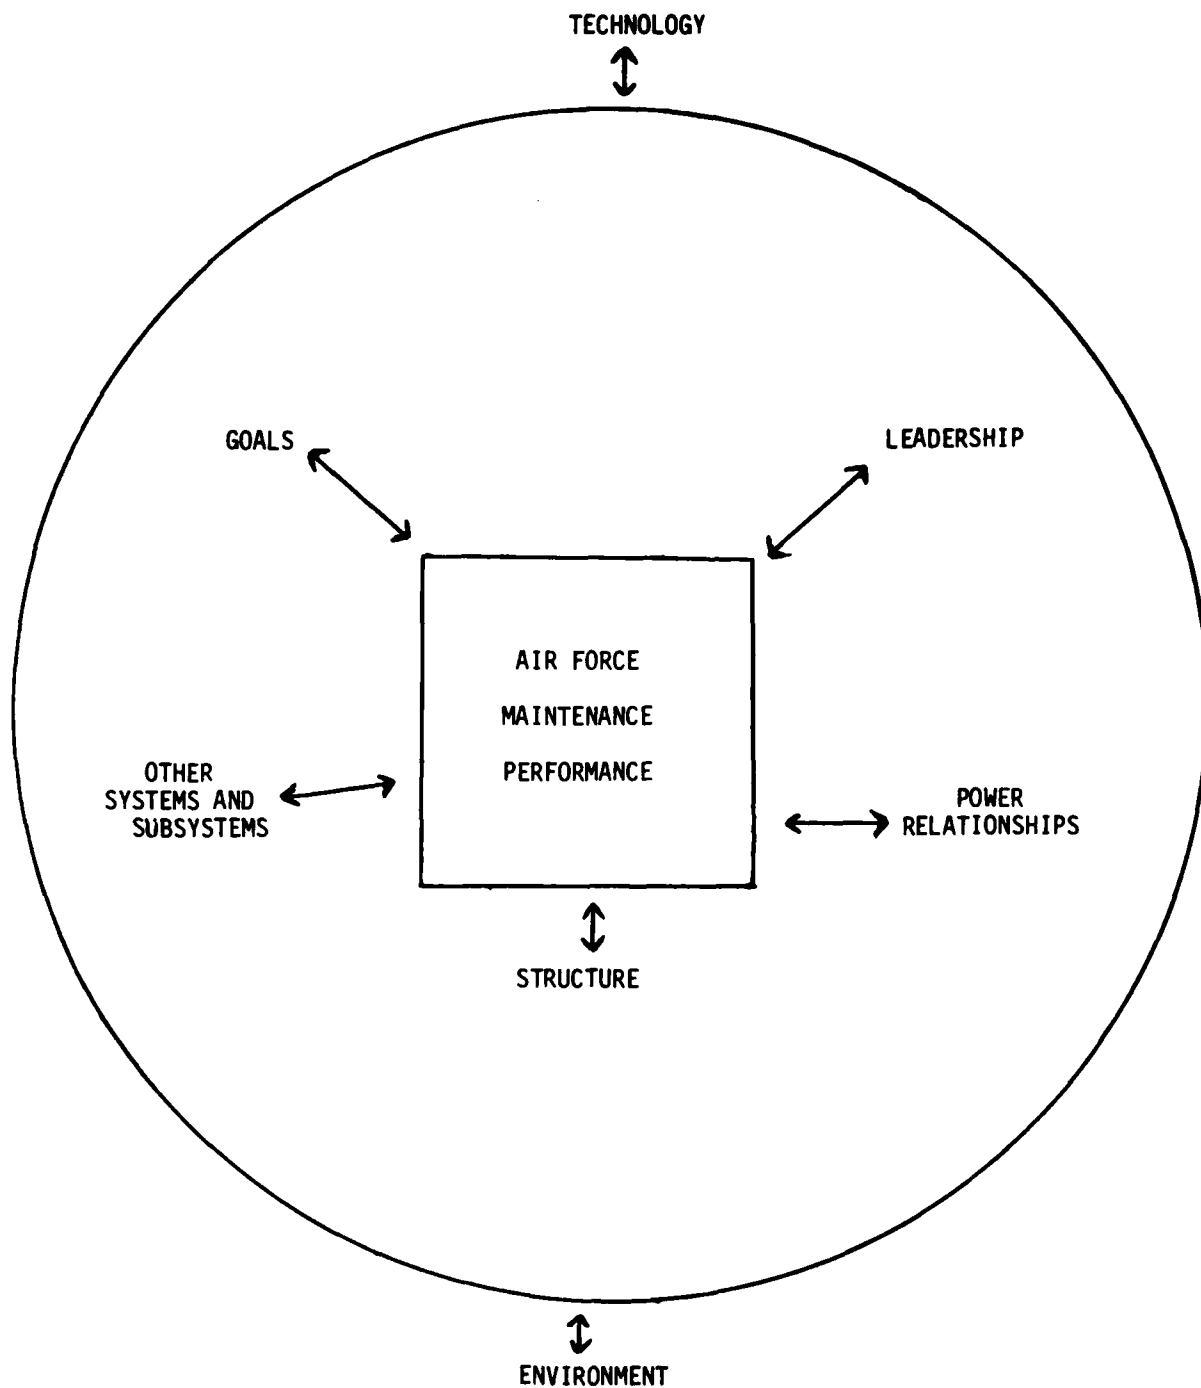 TECHNOLOGY
GOALS
LEADERSHIP
AIR FORCE
MAINTENANCE
PERFORMANCE
OTHER
SYSTEMS AND
SUBSYSTEMS
POWER
RELATIONSHIPS
STRUCTURE
ENVIRONMENT